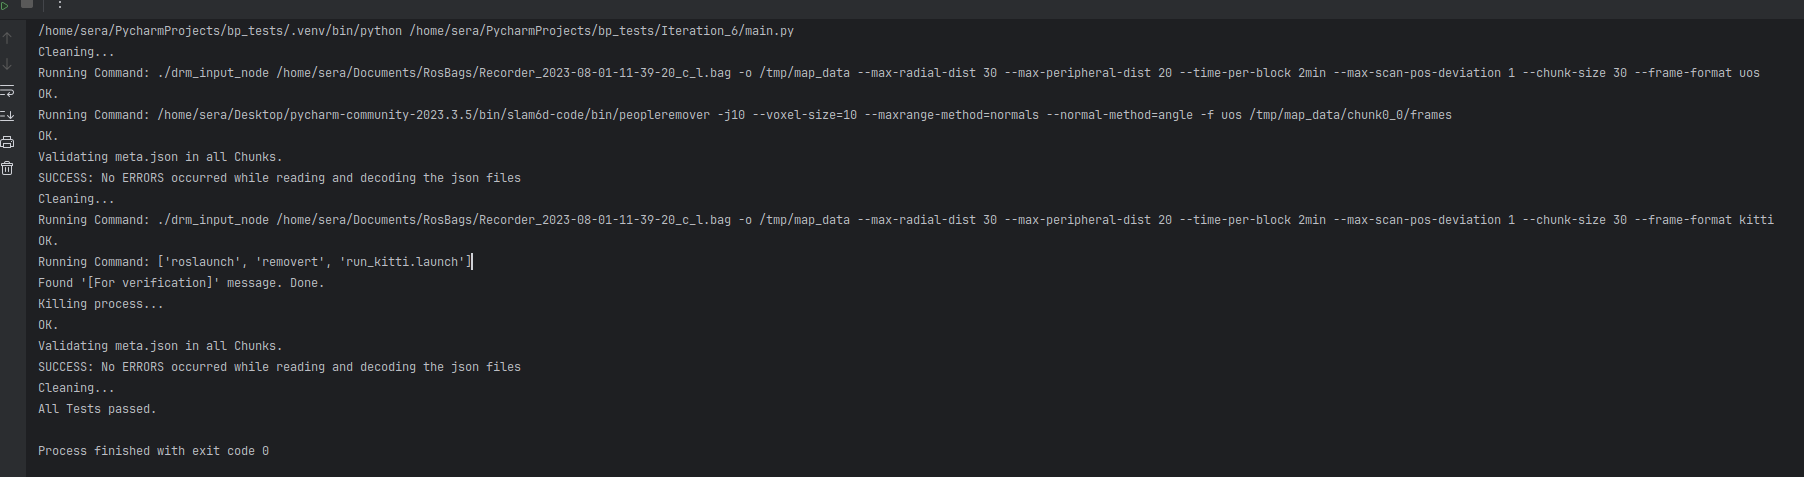 /home/sera/PycharmProjects/bp_tests/.venv/bin/python /home/sera/PycharmProjects/bp_tests/Iteration_6/main.py
Cleaning...
Running Command: ./drm_input_node /home/sera/Documents/RosBags/Recorder_2023-08-01-11-39-20_c_l.bag -o /tmp/map_data --max-radial-dist 30 --max-peripheral-dist 20 --time-per-block 2min --max-scan-pos-deviation 1 --chunk-size 30 --frame-format uos
OK.
Running Command: /home/sera/Desktop/pycharm-community-2023.3.5/bin/slam6d-code/bin/peopleremover -j10 --voxel-size=10 --maxrange-method=normals --normal-method=angle -f uos /tmp/map_data/chunk0_0/frames
OK.
Validating meta.json in all Chunks.
SUCCESS: No ERRORS occurred while reading and decoding the json files
Cleaning...
Running Command: ./drm_input_node /home/sera/Documents/RosBags/Recorder_2023-08-01-11-39-20_c_l.bag -o /tmp/map_data --max-radial-dist 30 --max-peripheral-dist 20 --time-per-block 2min --max-scan-pos-deviation 1 --chunk-size 30 --frame-format kitti
OK.
Running Command: ['roslaunch', 'removert', 'run_kitti.launch']
Found '[For verification]' message. Done.
Killing process...
OK.
Validating meta.json in all Chunks.
SUCCESS: No ERRORS occurred while reading and decoding the json files
Cleaning...
All Tests passed.
Process finished with exit code 0